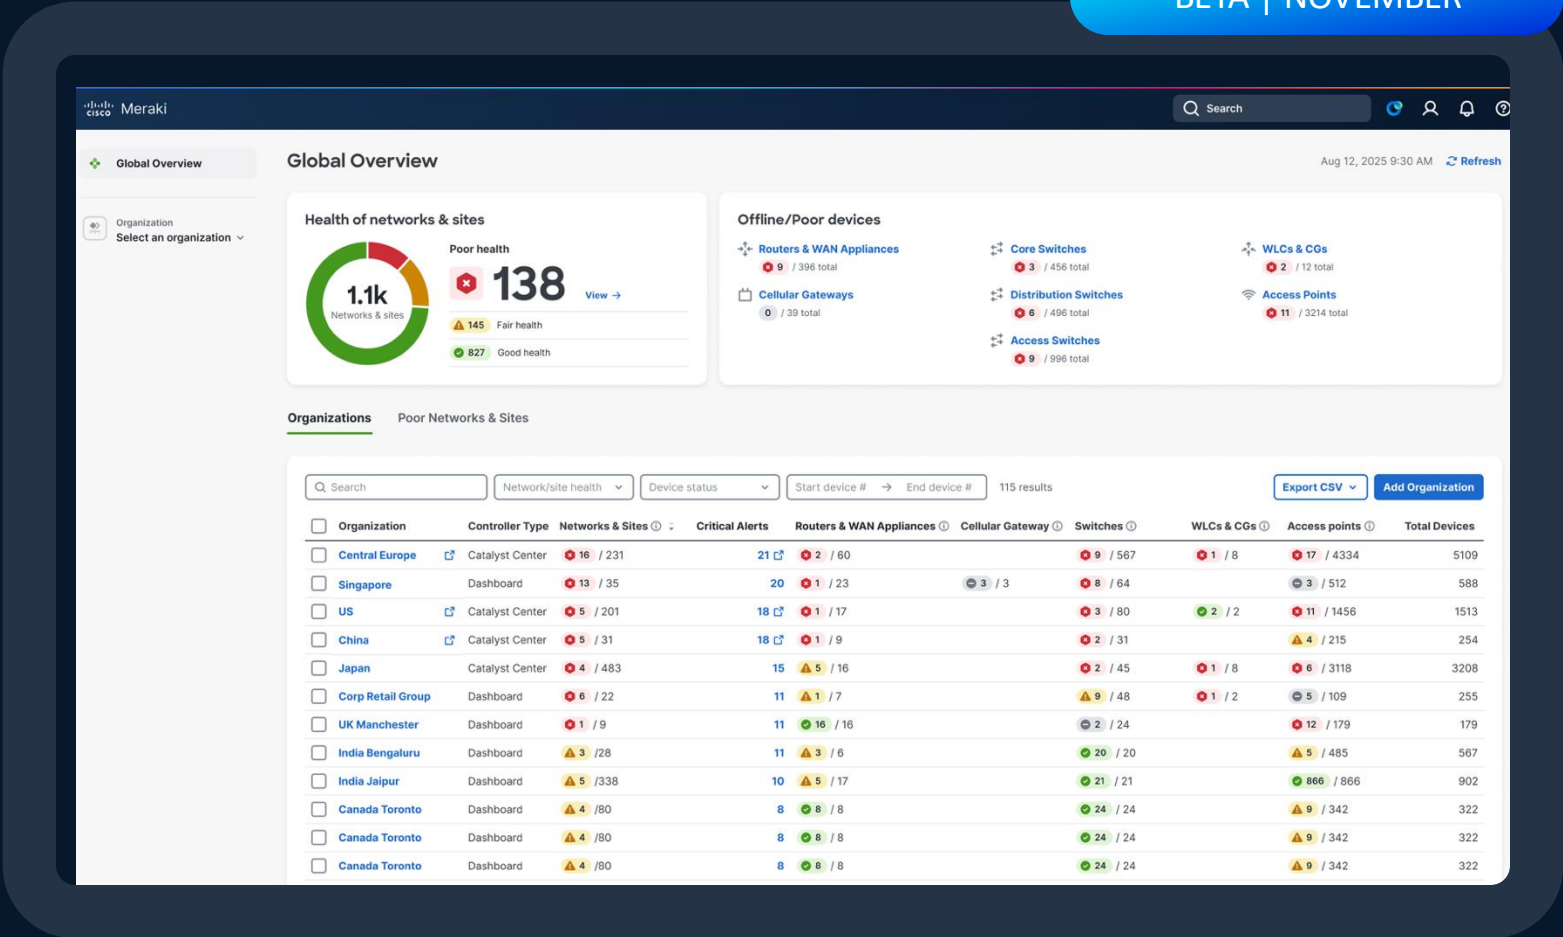 BETA | NOVEMBER
cisco Meraki
Search
Global Overview
Organization
Select an organization
Global Overview
Aug 12, 2025 9:30 AM Refresh
Health of networks & sites
1.1k
Networks & sites
Poor health
138 View →
145 Fair health
827 Good health
Offline/Poor devices
Routers & WAN Appliances
9 / 396 total
Cellular Gateways
0 / 39 total
Core Switches
3 / 456 total
Distribution Switches
6 / 496 total
Access Switches
9 / 996 total
WLCs & CGs
2 / 12 total
Access Points
11 / 3214 total
Organizations Poor Networks & Sites
Search Network/site health Device status Start device # → End device # 115 results Export CSV Add Organization
Organization Controller Type Networks & Sites Critical Alerts Routers & WAN Appliances Cellular Gateway Switches WLCs & CGs Access points Total Devices
Central Europe Catalyst Center 16 / 231 21 2 / 60 9 / 567 1 / 8 17 / 4334 5109
Singapore Dashboard 13 / 35 20 1 / 23 3 / 3 8 / 64 3 / 512 588
US Catalyst Center 5 / 201 18 1 / 17 3 / 80 2 / 2 11 / 1456 1513
China Catalyst Center 5 / 31 18 1 / 9 2 / 31 4 / 215 254
Japan Catalyst Center 4 / 483 15 5 / 16 2 / 45 1 / 8 6 / 3118 3208
Corp Retail Group Dashboard 6 / 22 11 1 / 7 9 / 48 1 / 2 5 / 109 255
UK Manchester Dashboard 1 / 9 11 16 / 16 2 / 24 12 / 179 179
India Bengaluru Dashboard 3 /28 11 3 / 6 20 / 20 5 / 485 567
India Jaipur Dashboard 5 /338 10 5 / 17 21 / 21 866 / 866 902
Canada Toronto Dashboard 4 /80 8 8 / 8 24 / 24 9 / 342 322
Canada Toronto Dashboard 4 /80 8 8 / 8 24 / 24 9 / 342 322
Canada Toronto Dashboard 4 /80 8 8 / 8 24 / 24 9 / 342 322